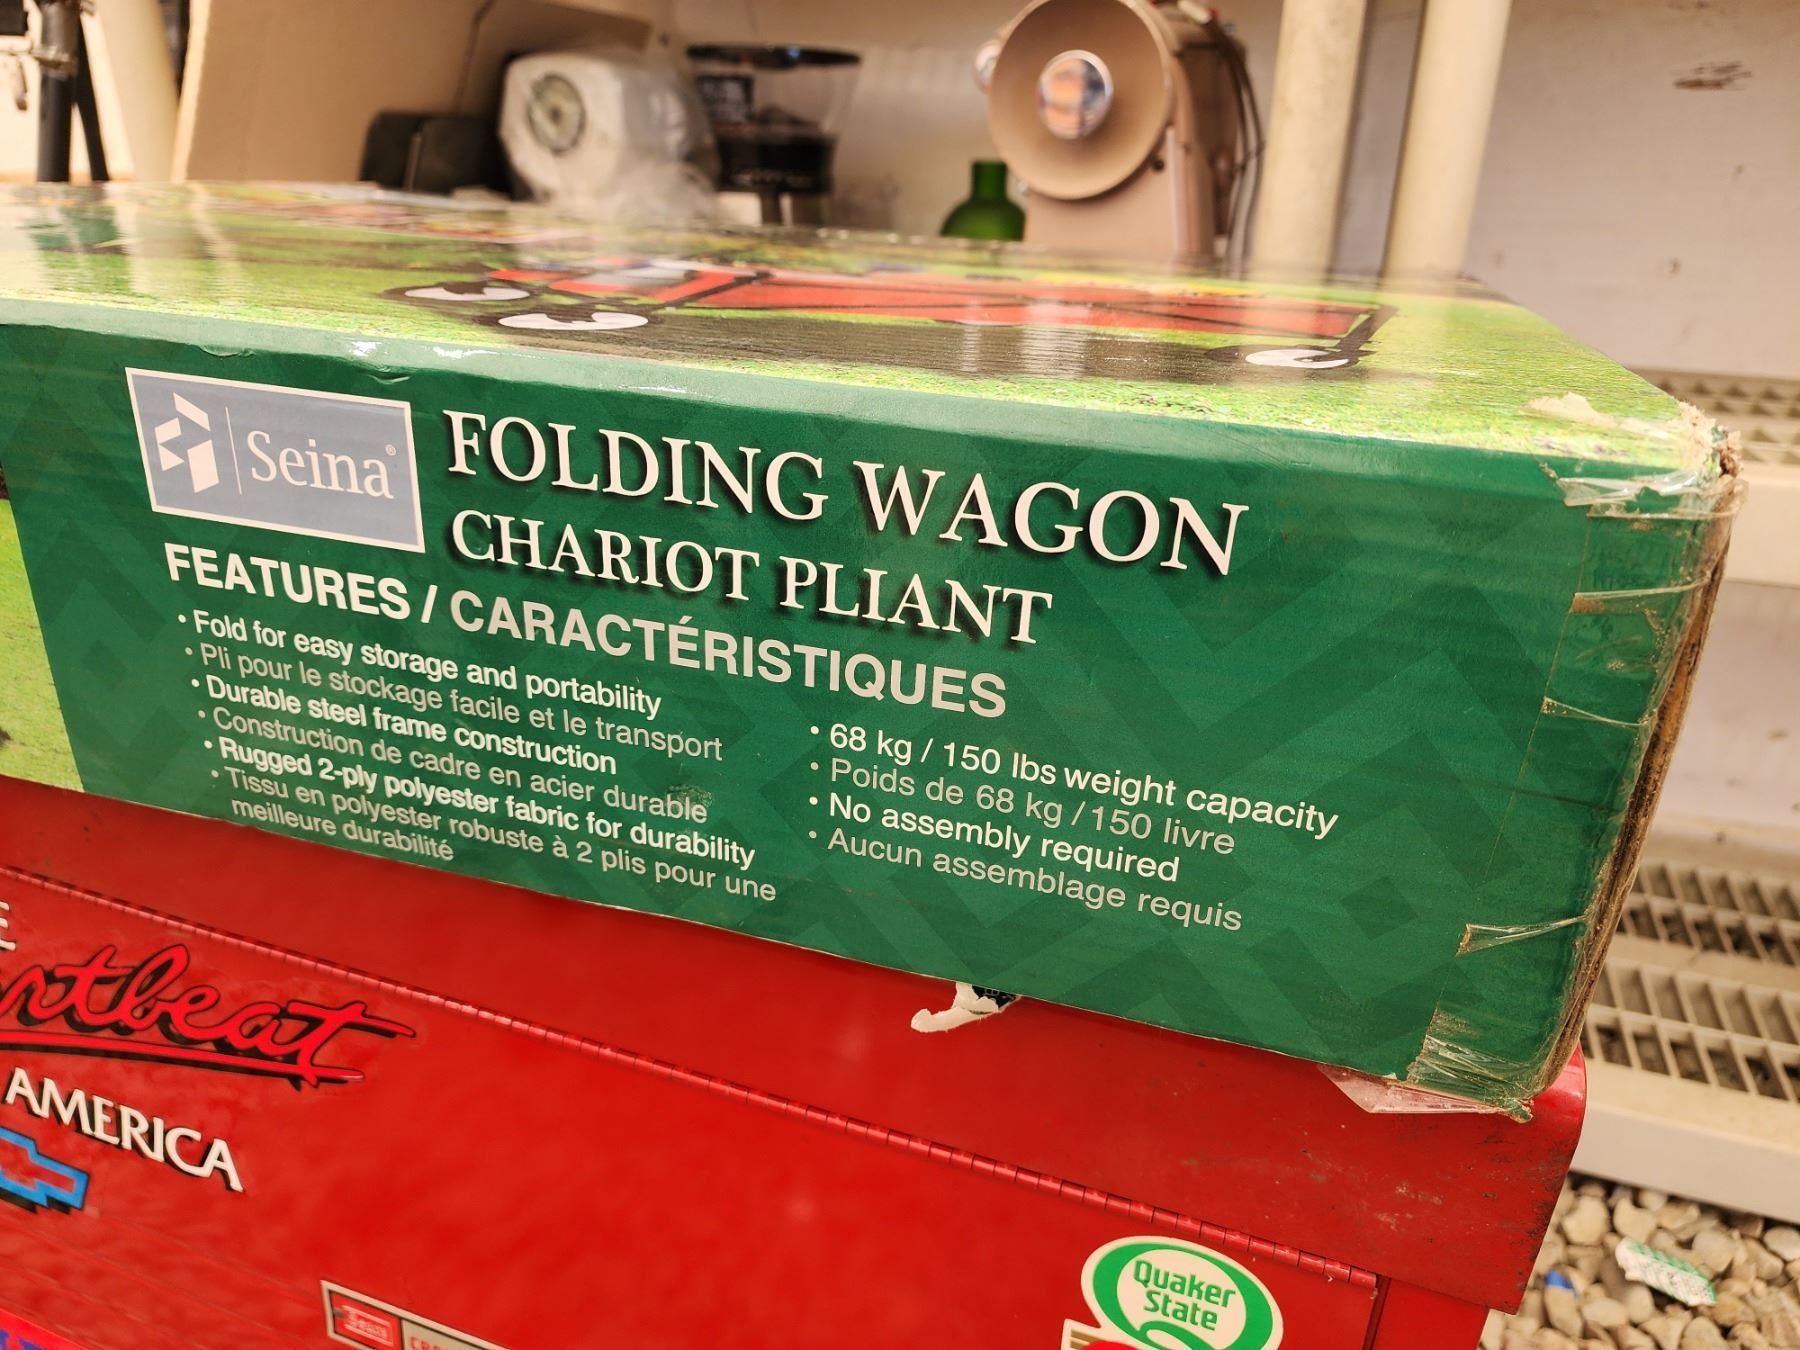 Seina®
FOLDING WAGON
CHARIOT PLIANT
FEATURES / CARACTÉRISTIQUES
• Fold for easy storage and portability
• Pli pour le stockage facile et le transport
• Durable steel frame construction
• Construction de cadre en acier durable
• Rugged 2-ply polyester fabric for durability
• Tissu en polyester robuste à 2 plis pour une
meilleure durabilité
• 68 kg / 150 lbs weight capacity
• Poids de 68 kg / 150 livre
• No assembly required
• Aucun assemblage requis
rtbeat
AMERICA
Quaker
State